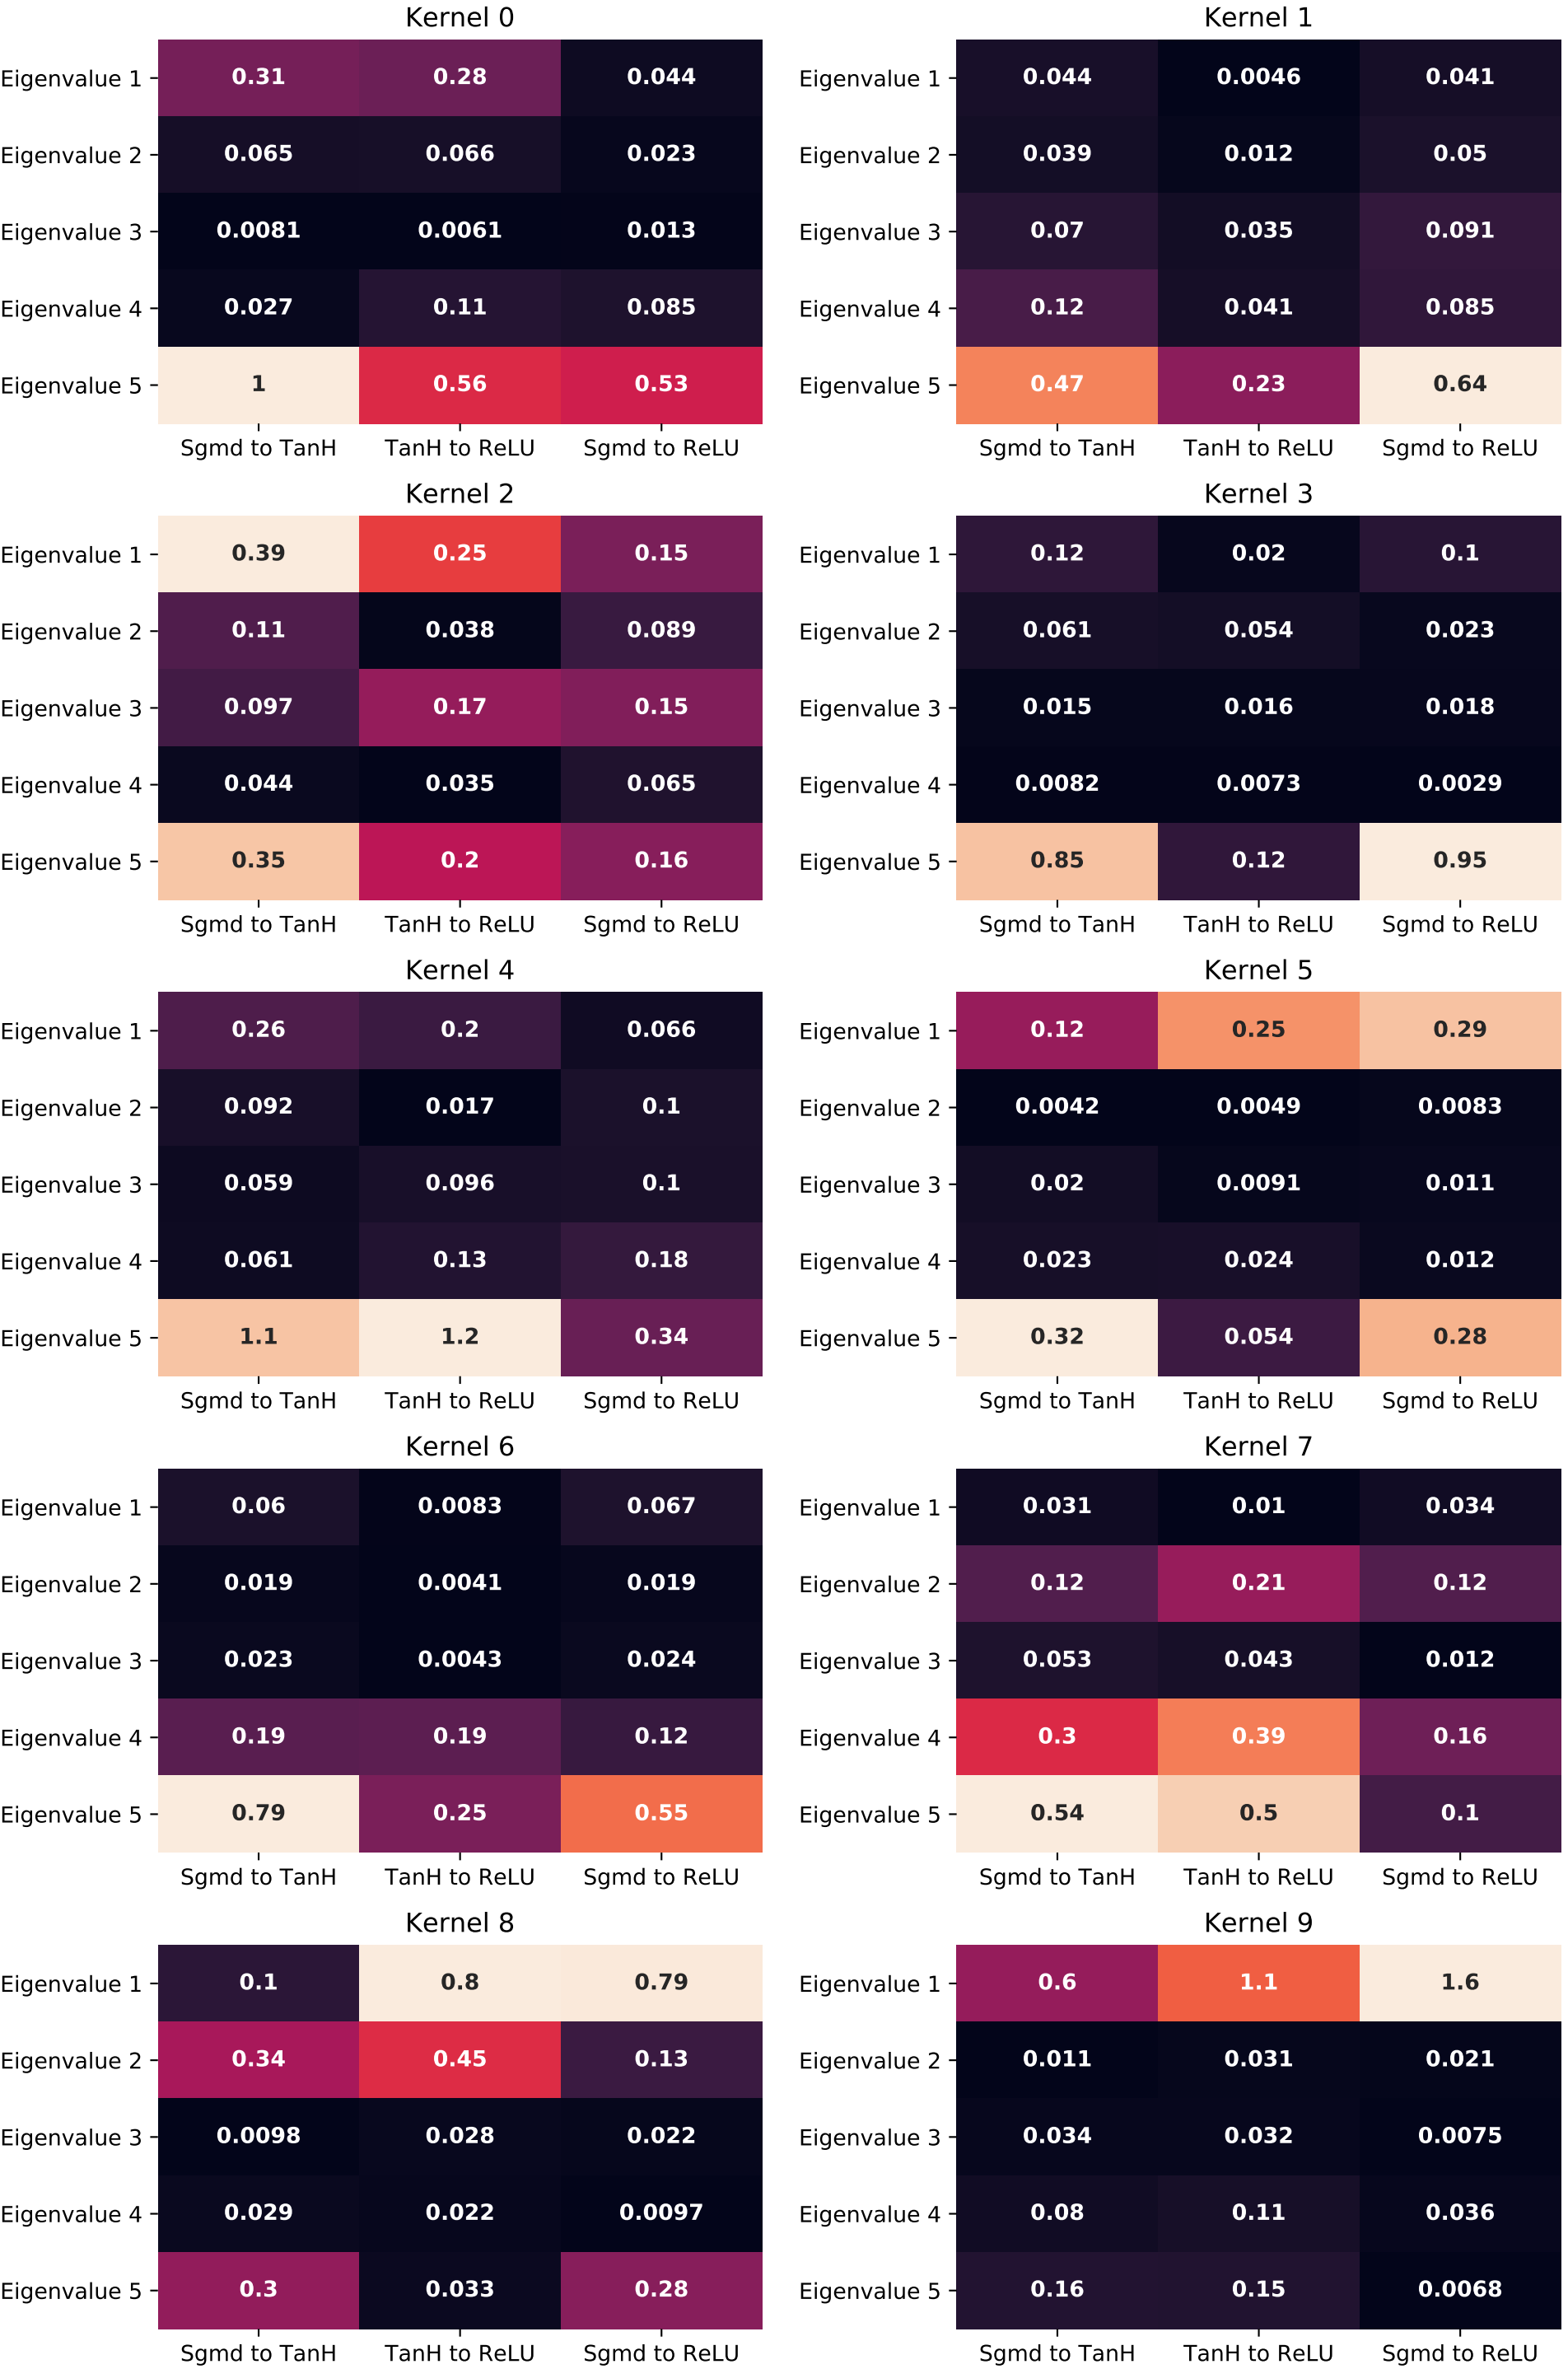 Kernel 0
Eigenvalue 1 0.31 0.28 0.044
Eigenvalue 2 0.065 0.066 0.023
Eigenvalue 3 0.0081 0.0061 0.013
Eigenvalue 4 0.027 0.11 0.085
Eigenvalue 5 1 0.56 0.53
Sgmd to TanH TanH to ReLU Sgmd to ReLU
Kernel 1
Eigenvalue 1 0.044 0.0046 0.041
Eigenvalue 2 0.039 0.012 0.05
Eigenvalue 3 0.07 0.035 0.091
Eigenvalue 4 0.12 0.041 0.085
Eigenvalue 5 0.47 0.23 0.64
Sgmd to TanH TanH to ReLU Sgmd to ReLU
Kernel 2
Eigenvalue 1 0.39 0.25 0.15
Eigenvalue 2 0.11 0.038 0.089
Eigenvalue 3 0.097 0.17 0.15
Eigenvalue 4 0.044 0.035 0.065
Eigenvalue 5 0.35 0.2 0.16
Sgmd to TanH TanH to ReLU Sgmd to ReLU
Kernel 3
Eigenvalue 1 0.12 0.02 0.1
Eigenvalue 2 0.061 0.054 0.023
Eigenvalue 3 0.015 0.016 0.018
Eigenvalue 4 0.0082 0.0073 0.0029
Eigenvalue 5 0.85 0.12 0.95
Sgmd to TanH TanH to ReLU Sgmd to ReLU
Kernel 4
Eigenvalue 1 0.26 0.2 0.066
Eigenvalue 2 0.092 0.017 0.1
Eigenvalue 3 0.059 0.096 0.1
Eigenvalue 4 0.061 0.13 0.18
Eigenvalue 5 1.1 1.2 0.34
Sgmd to TanH TanH to ReLU Sgmd to ReLU
Kernel 5
Eigenvalue 1 0.12 0.25 0.29
Eigenvalue 2 0.0042 0.0049 0.0083
Eigenvalue 3 0.02 0.0091 0.011
Eigenvalue 4 0.023 0.024 0.012
Eigenvalue 5 0.32 0.054 0.28
Sgmd to TanH TanH to ReLU Sgmd to ReLU
Kernel 6
Eigenvalue 1 0.06 0.0083 0.067
Eigenvalue 2 0.019 0.0041 0.019
Eigenvalue 3 0.023 0.0043 0.024
Eigenvalue 4 0.19 0.19 0.12
Eigenvalue 5 0.79 0.25 0.55
Sgmd to TanH TanH to ReLU Sgmd to ReLU
Kernel 7
Eigenvalue 1 0.031 0.01 0.034
Eigenvalue 2 0.12 0.21 0.12
Eigenvalue 3 0.053 0.043 0.012
Eigenvalue 4 0.3 0.39 0.16
Eigenvalue 5 0.54 0.5 0.1
Sgmd to TanH TanH to ReLU Sgmd to ReLU
Kernel 8
Eigenvalue 1 0.1 0.8 0.79
Eigenvalue 2 0.34 0.45 0.13
Eigenvalue 3 0.0098 0.028 0.022
Eigenvalue 4 0.029 0.022 0.0097
Eigenvalue 5 0.3 0.033 0.28
Sgmd to TanH TanH to ReLU Sgmd to ReLU
Kernel 9
Eigenvalue 1 0.6 1.1 1.6
Eigenvalue 2 0.011 0.031 0.021
Eigenvalue 3 0.034 0.032 0.0075
Eigenvalue 4 0.08 0.11 0.036
Eigenvalue 5 0.16 0.15 0.0068
Sgmd to TanH TanH to ReLU Sgmd to ReLU